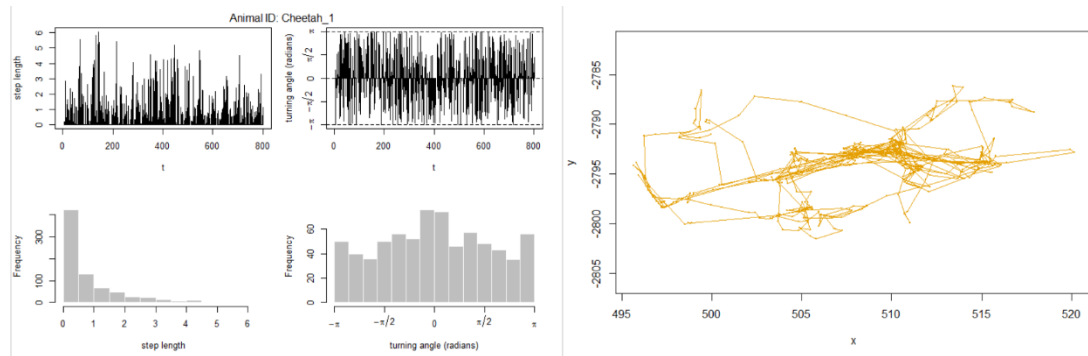 Animal ID: Cheetah_1
step length
0 1 2 3 4 5 6
0 200 400 600 800
t
turning angle (radians)
−π −π/2 0 π/2 π
0 200 400 600 800
t
Frequency
0 100 300
0 1 2 3 4 5 6
step length
Frequency
0 20 40 60
−π −π/2 0 π/2 π
turning angle (radians)
y
-2785
-2790
-2795
-2800
-2805
495 500 505 510 515 520
x